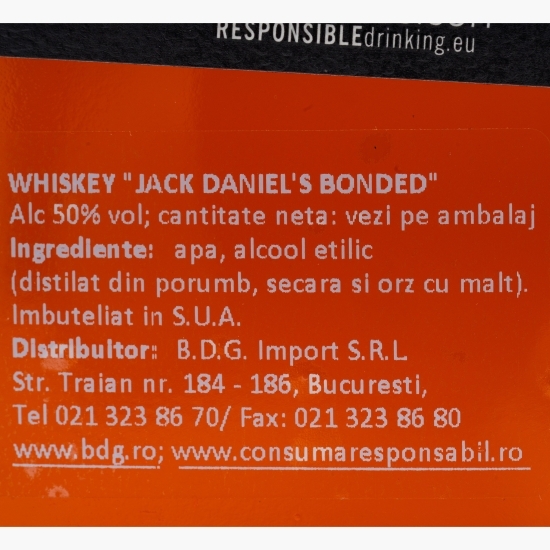 RESPONSIBLEdrinking.eu
WHISKEY "JACK DANIEL'S BONDED"
Alc 50% vol; cantitate neta: vezi pe ambalaj
Ingrediente: apa, alcool etilic
(distilat din porumb, secara si orz cu malt).
Imbuteliat in S.U.A.
Distribuitor: B.D.G. Import S.R.L
Str. Traian nr. 184 - 186, Bucuresti,
Tel 021 323 86 70/ Fax: 021 323 86 80
www.bdg.ro; www.consumaresponsabil.ro